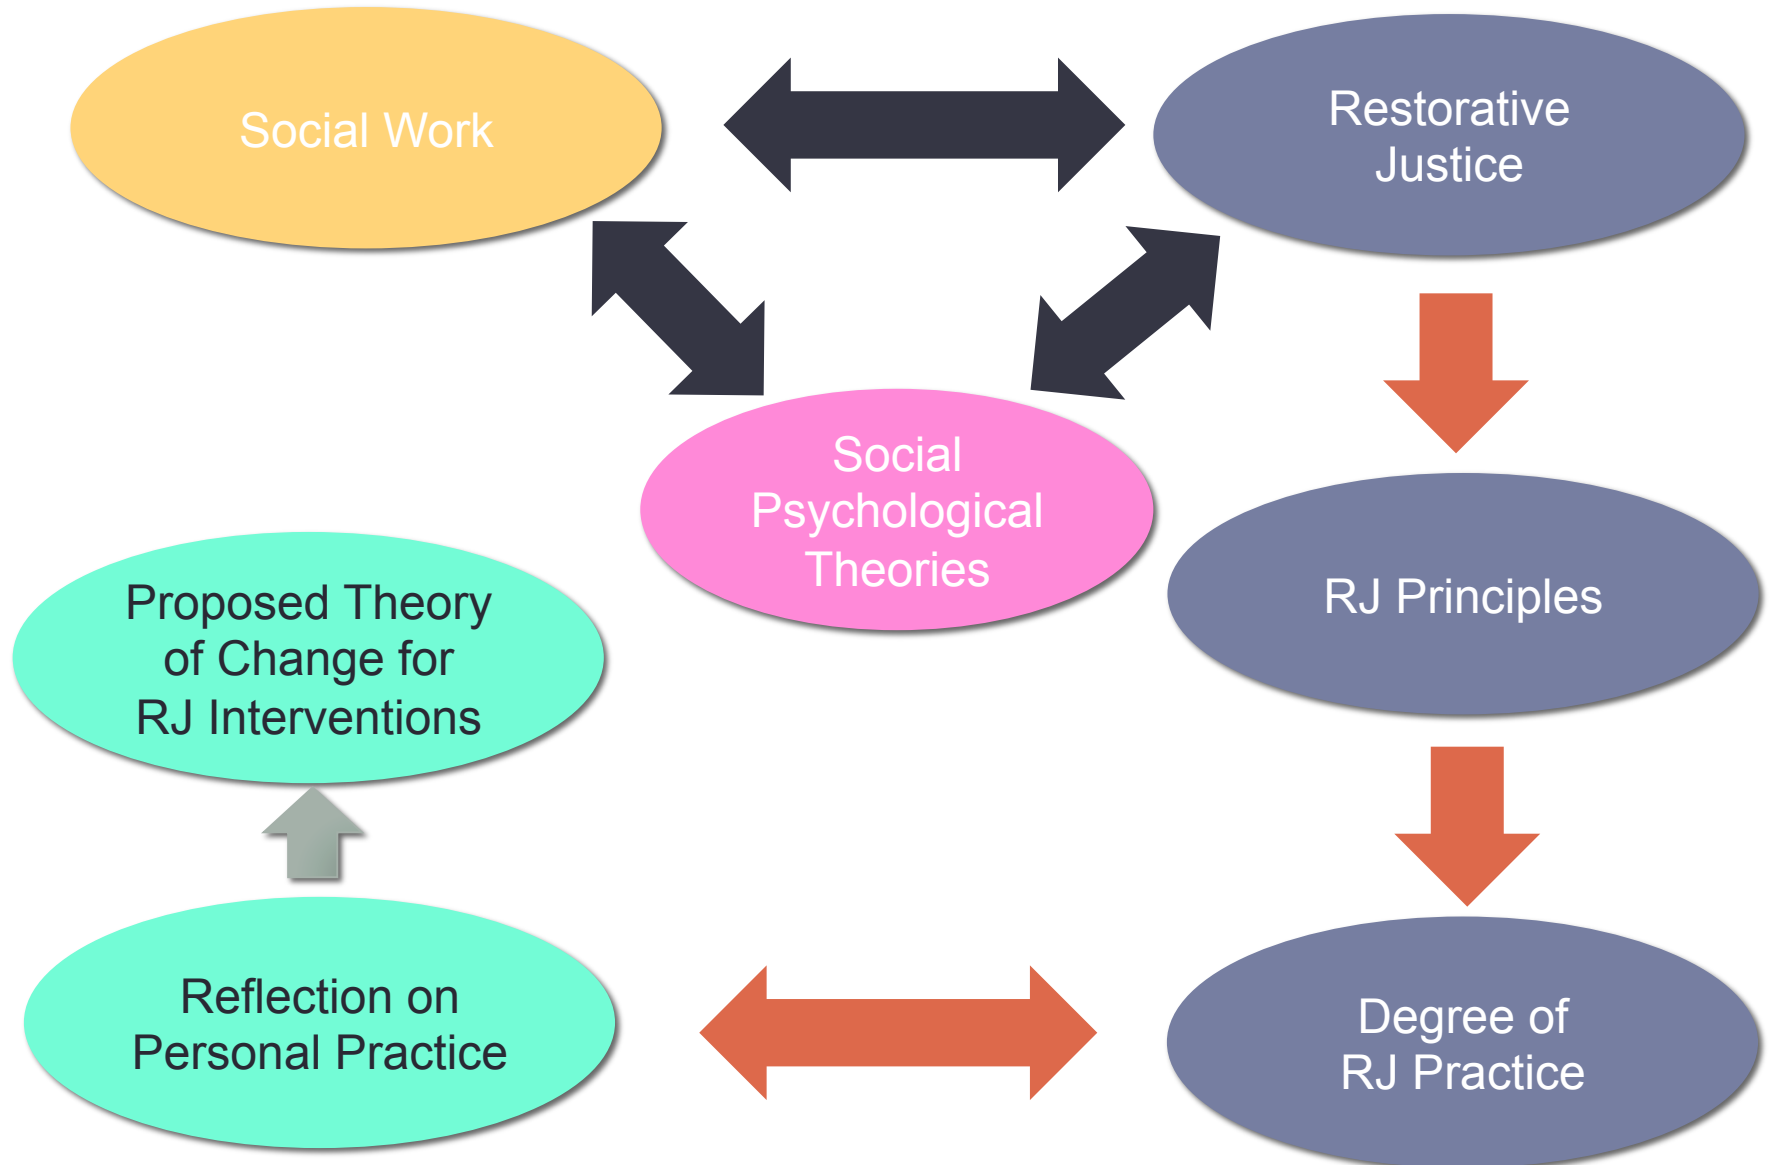 Social Work
Restorative
Justice
Social
Psychological
Theories
Proposed Theory
of Change for
RJ Interventions
RJ Principles
Reflection on
Personal Practice
Degree of
RJ Practice